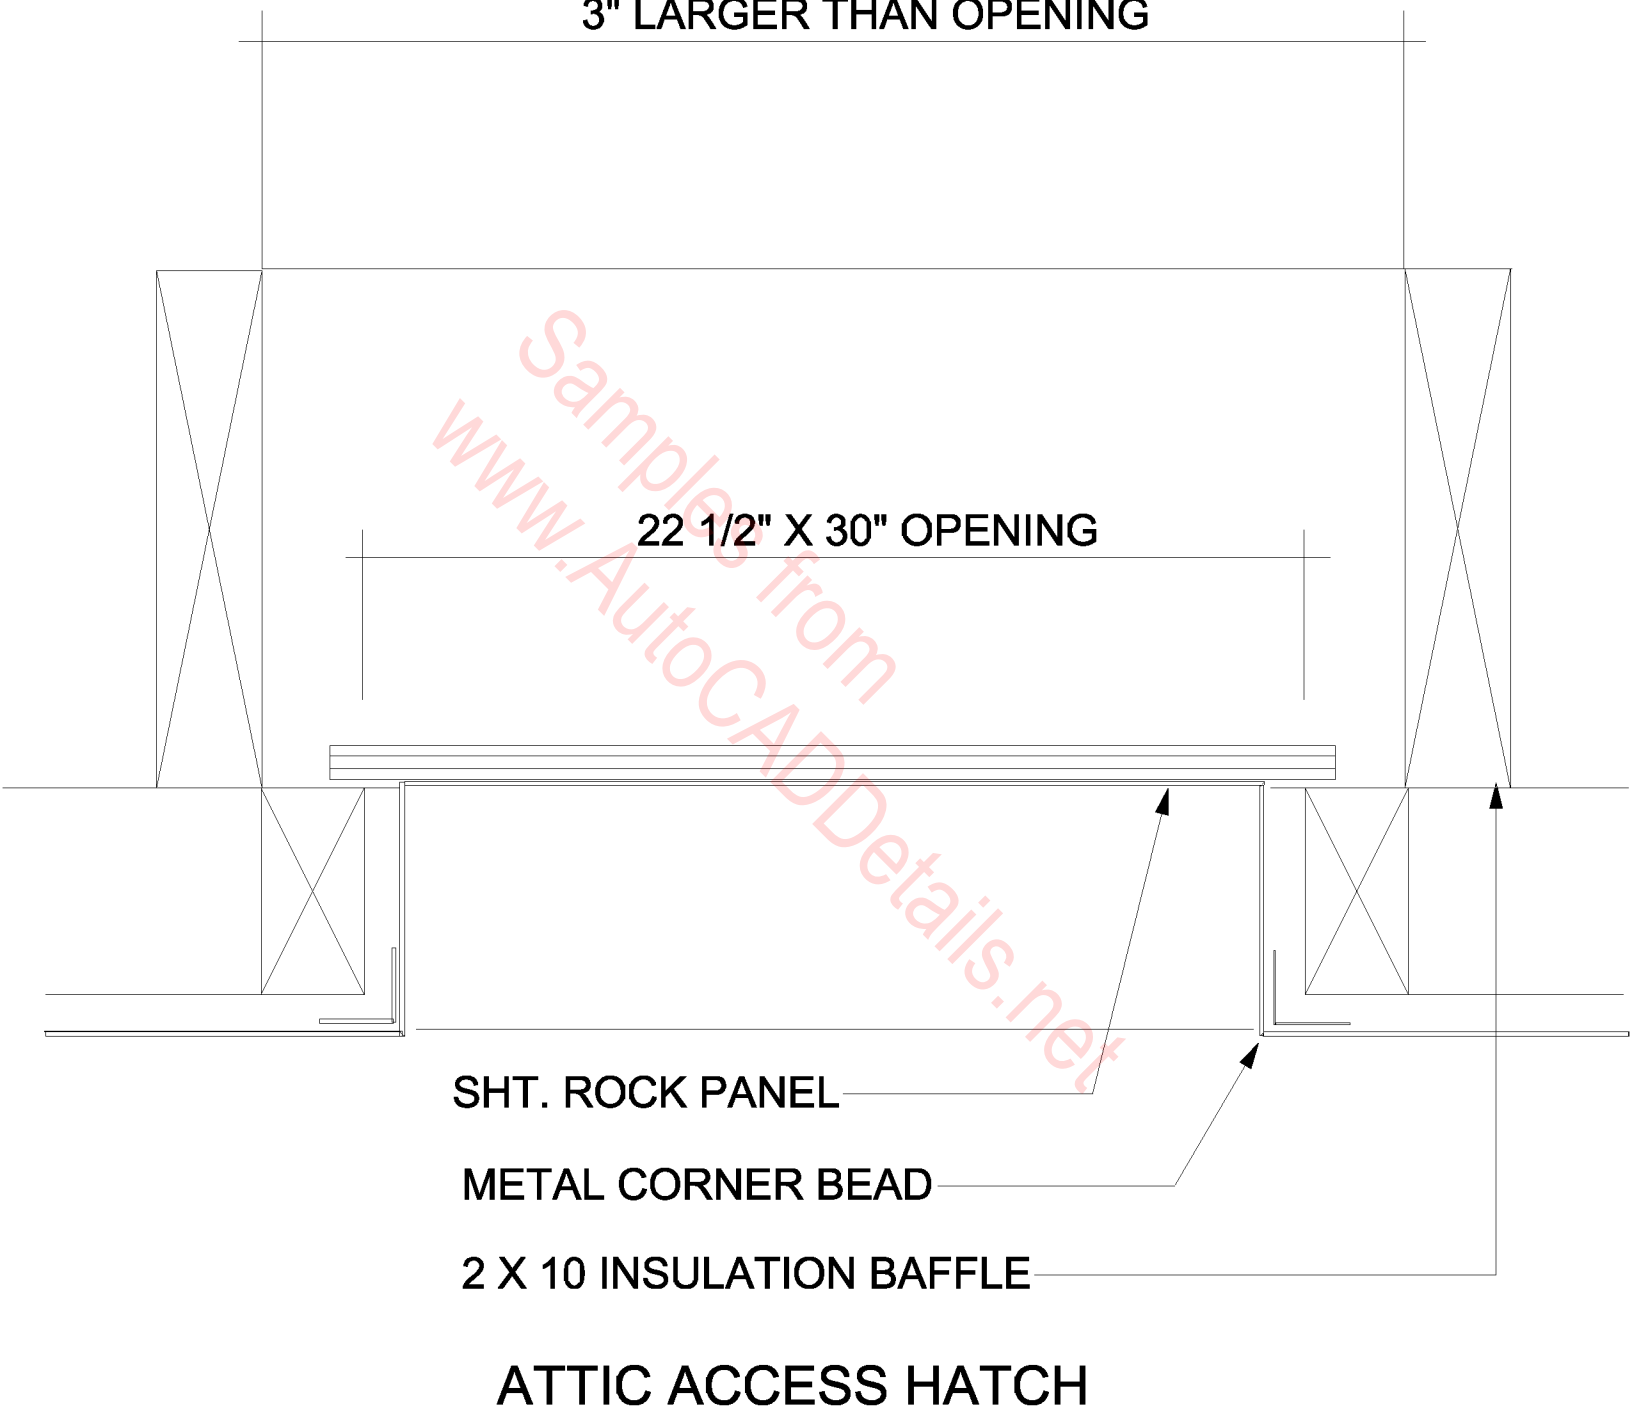 3" LARGER THAN OPENING
22 1/2" X 30" OPENING
Samples from
www.AutoCADDetails.net
SHT. ROCK PANEL
METAL CORNER BEAD
2 X 10 INSULATION BAFFLE
ATTIC ACCESS HATCH